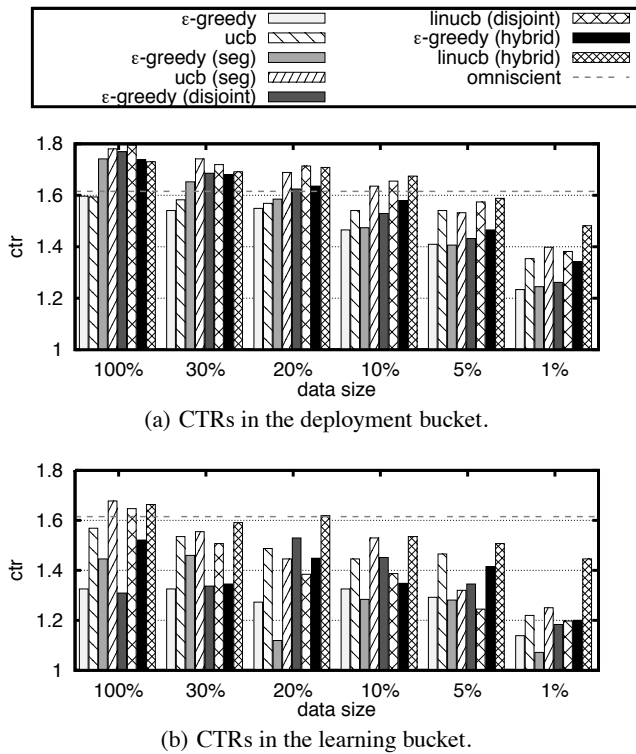 ε-greedy
ucb
ε-greedy (seg)
ucb (seg)
ε-greedy (disjoint)
linucb (disjoint)
ε-greedy (hybrid)
linucb (hybrid)
omniscient
1.8
1.6
1.4
1.2
1
ctr
100% 30% 20% 10% 5% 1%
data size
(a) CTRs in the deployment bucket.
1.8
1.6
1.4
1.2
1
ctr
100% 30% 20% 10% 5% 1%
data size
(b) CTRs in the learning bucket.